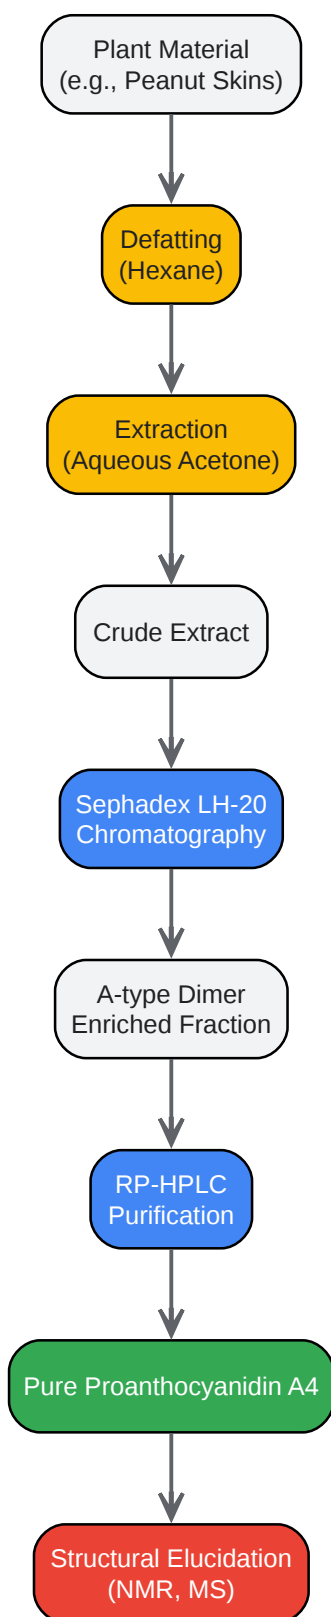 Plant Material
(e.g., Peanut Skins)
Defatting
(Hexane)
Extraction
(Aqueous Acetone)
Crude Extract
Sephadex LH-20
Chromatography
A-type Dimer
Enriched Fraction
RP-HPLC
Purification
Pure Proanthocyanidin A4
Structural Elucidation
(NMR, MS)